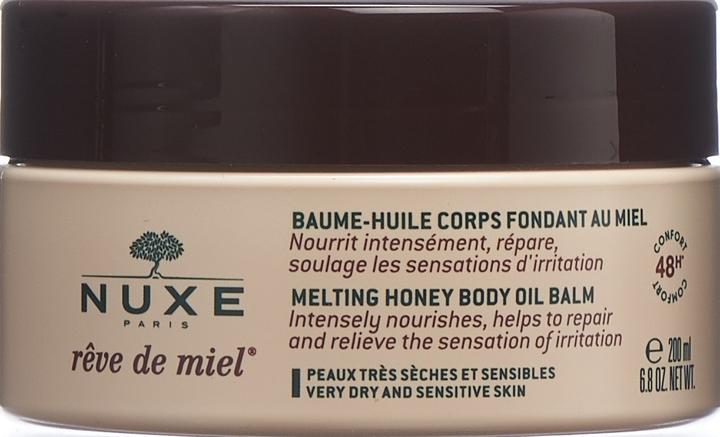 NUXE
PARIS
rêve de miel®
BAUME-HUILE CORPS FONDANT AU MIEL
Nourrit intensément, répare,
soulage les sensations d'irritation
MELTING HONEY BODY OIL BALM
Intensely nourishes, helps to repair
and relieve the sensation of irritation
PEAUX TRÈS SÈCHES ET SENSIBLES
VERY DRY AND SENSITIVE SKIN
CONFORT
48H*
COMFORT
e 200 ml
6.8 OZ. NET WT.